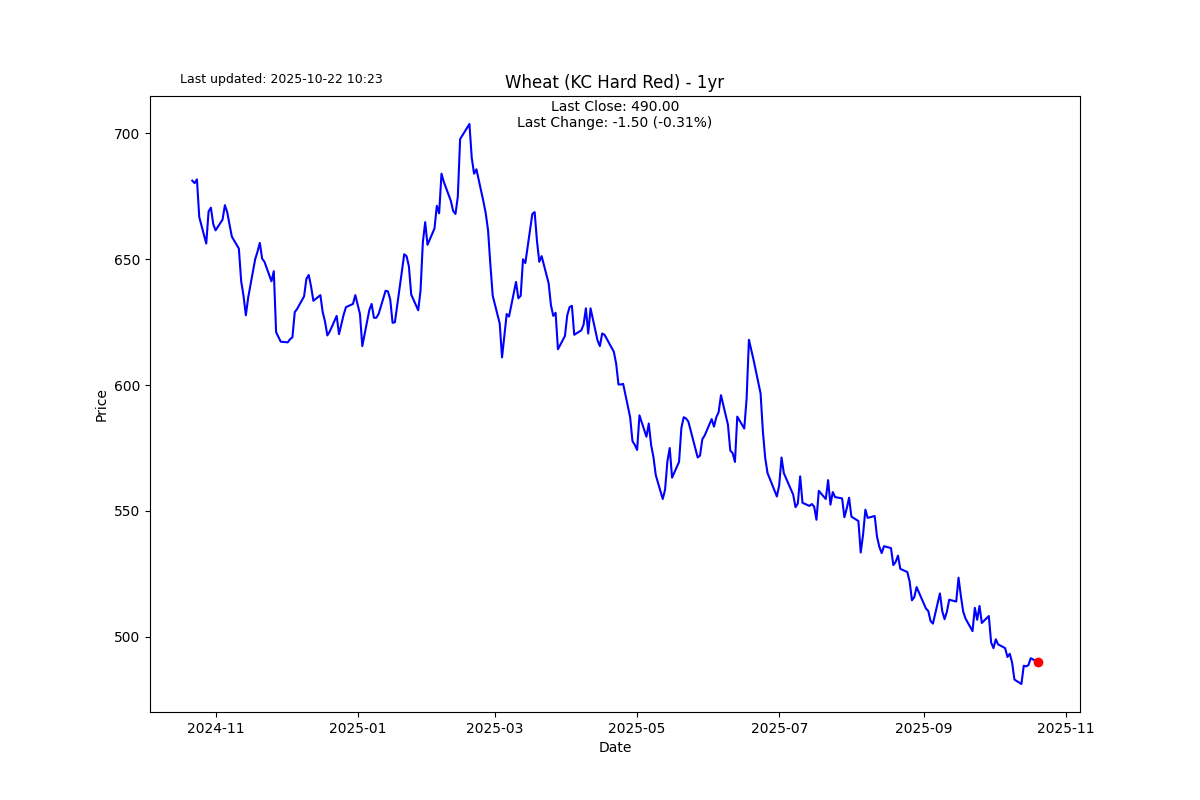 Last updated: 2025-10-22 10:23
Wheat (KC Hard Red) - 1yr
Last Close: 490.00
Last Change: -1.50 (-0.31%)
700
650
600
550
500
Price
2024-11
2025-01
2025-03
2025-05
2025-07
2025-09
2025-11
Date